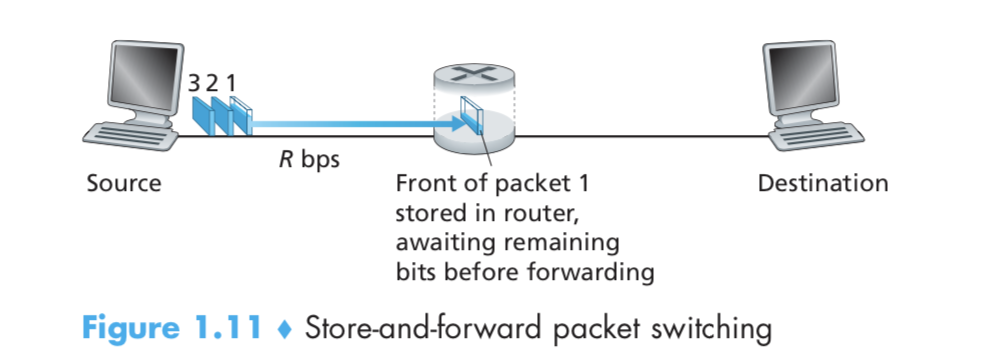 3 2 1
R bps
Source
Front of packet 1
stored in router,
awaiting remaining
bits before forwarding
Destination
Figure 1.11 ♦ Store-and-forward packet switching